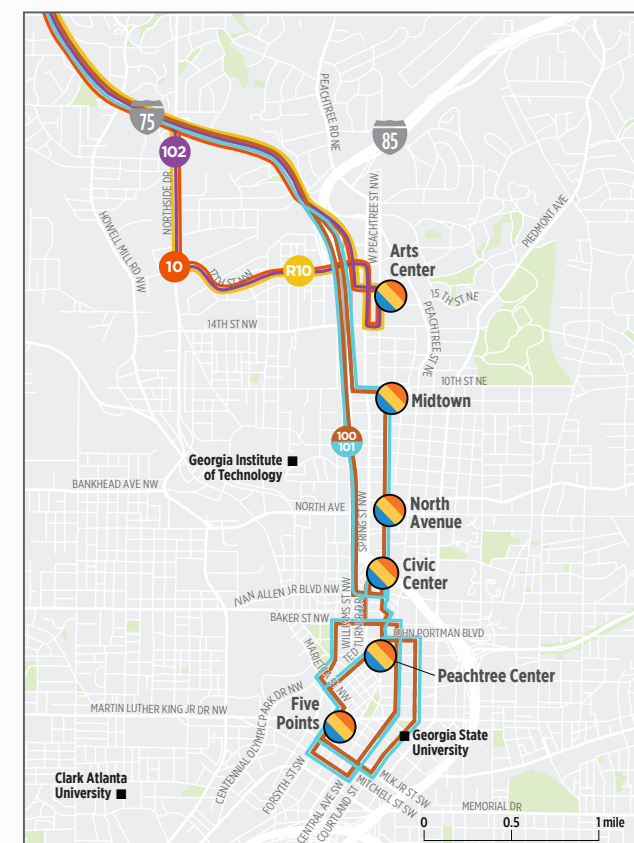 75
85
PEACHTREE RD NE
102
NORTHSIDE DR
HOWELL MILL RD NW
W PEACHTREE ST NW
PIEDMONT AVE
Arts
Center
10
17TH ST NW
R10
15 TH ST NE
PEACHTREE ST NE
14TH ST NW
10TH ST NE
Midtown
100
101
Georgia Institute
of Technology
BANKHEAD AVE NW
NORTH AVE
SPRING ST NW
North
Avenue
Civic
Center
IVAN ALLEN JR BLVD NW
WILLIAMS ST NW
TED TURNER DR
BAKER ST NW
JOHN PORTMAN BLVD
MARIETTA ST NW
Peachtree Center
CENTENNIAL OLYMPIC PARK DR NW
MARTIN LUTHER KING JR DR NW
Five
Points
Georgia State
University
Clark Atlanta
University
FORSYTH ST SW
CENTRAL AVE SW
COURTLAND ST
MITCHELL ST SW
MLK JR ST SW
MEMORIAL DR
0 0.5 1 mile